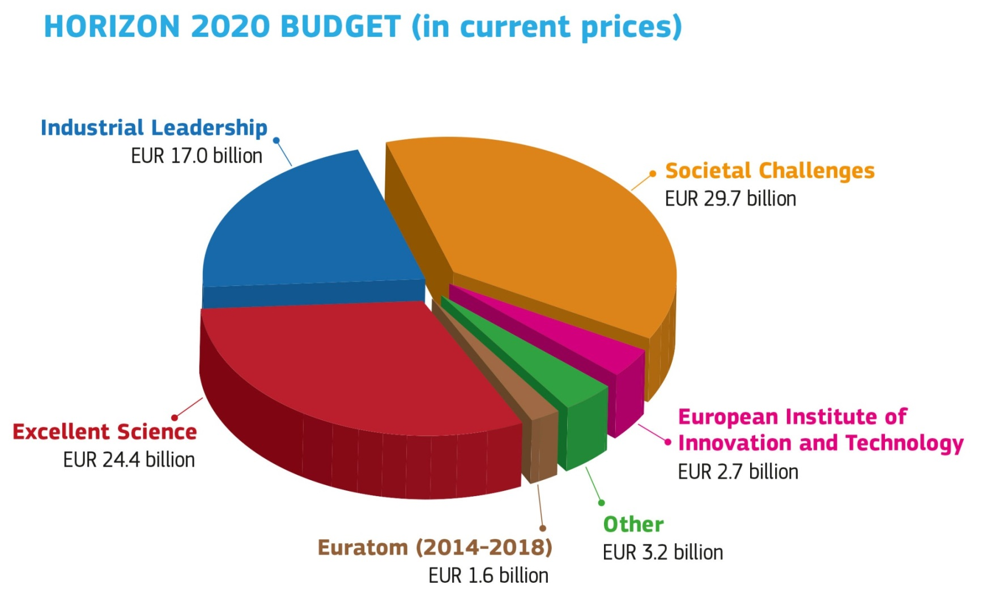 HORIZON 2020 BUDGET (in current prices)
Industrial Leadership
EUR 17.0 billion
Societal Challenges
EUR 29.7 billion
European Institute of
Innovation and Technology
EUR 2.7 billion
Excellent Science
EUR 24.4 billion
Other
EUR 3.2 billion
Euratom (2014-2018)
EUR 1.6 billion